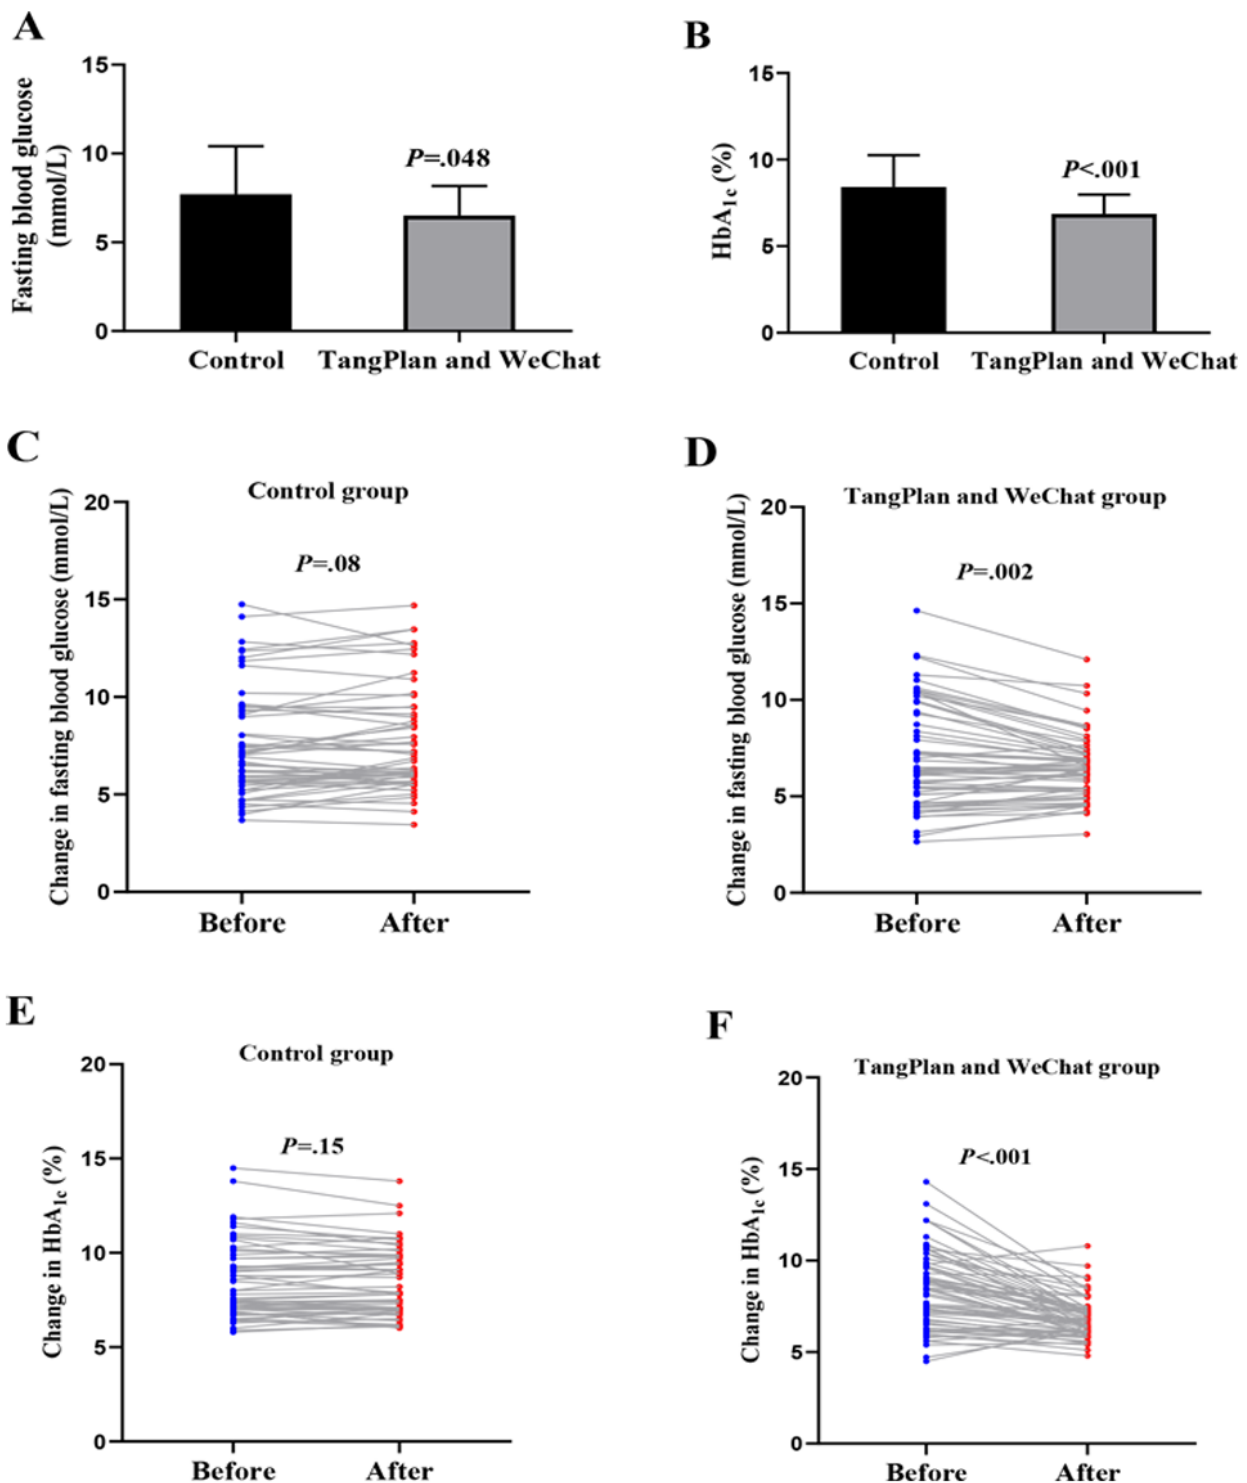 A
Fasting blood glucose
(mmol/L)
15
10
5
0
P=.048
Control
TangPlan and WeChat
B
HbA1c (%)
15
10
5
0
P<.001
Control
TangPlan and WeChat
C
Control group
Change in fasting blood glucose (mmol/L)
20
15
10
5
0
P=.08
Before
After
D
TangPlan and WeChat group
Change in fasting blood glucose (mmol/L)
20
15
10
5
0
P=.002
Before
After
E
Control group
Change in HbA1c (%)
20
15
10
5
0
P=.15
Before
After
F
TangPlan and WeChat group
Change in HbA1c (%)
20
15
10
5
0
P<.001
Before
After